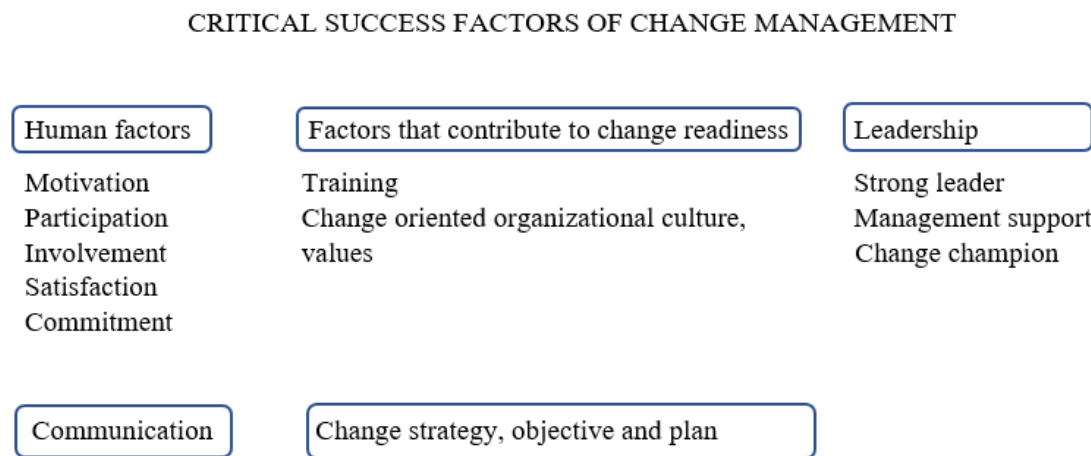 CRITICAL SUCCESS FACTORS OF CHANGE MANAGEMENT
Human factors
Motivation
Participation
Involvement
Satisfaction
Commitment
Factors that contribute to change readiness
Training
Change oriented organizational culture,
values
Leadership
Strong leader
Management support
Change champion
Communication
Change strategy, objective and plan